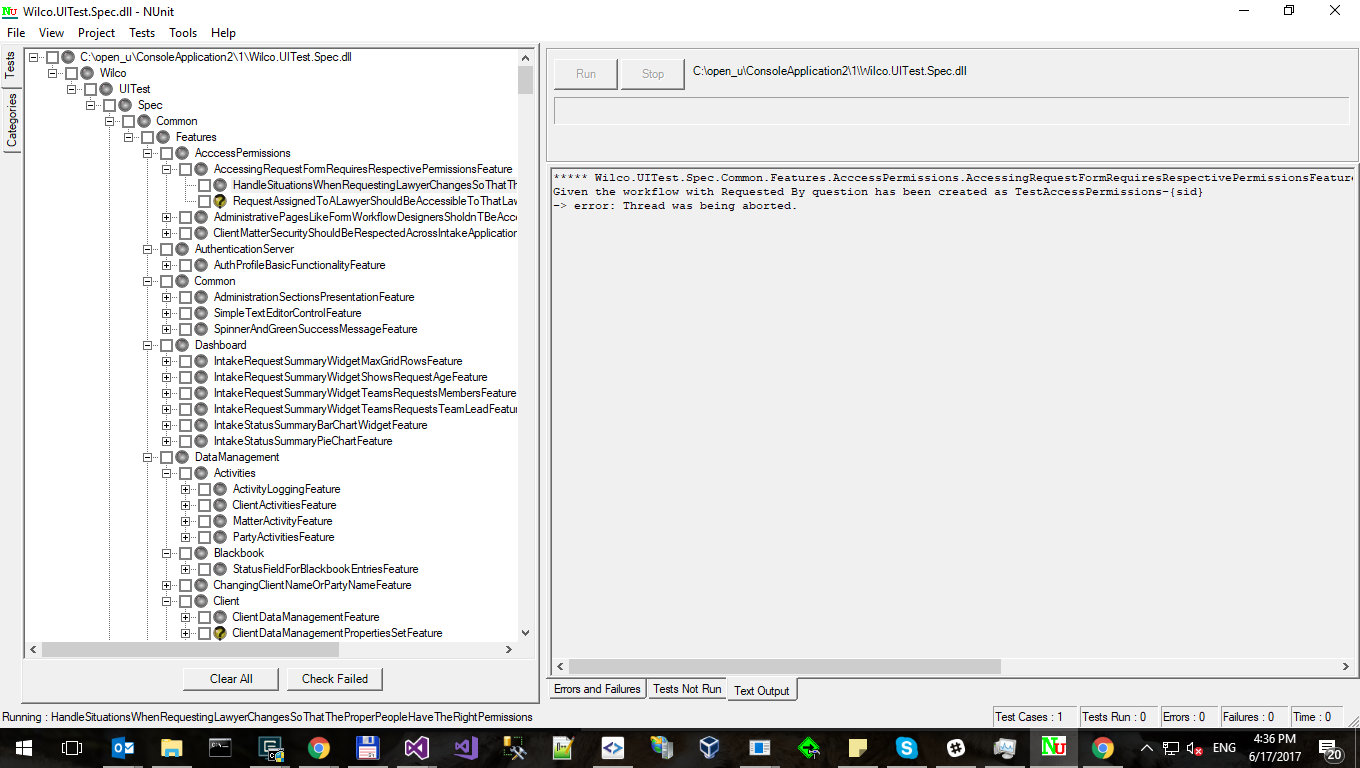 Wilco.UITest.Spec.dll - NUnit
File View Project Tests Tools Help
Tests
Categories
C:\open_u\ConsoleApplication2\1\Wilco.UITest.Spec.dll
Wilco
UITest
Spec
Common
Features
AcccessPermissions
AccessingRequestFormRequiresRespectivePermissionsFeature
HandleSituationsWhenRequestingLawyerChangesSoThatTh
RequestAssignedToALawyerShouldBeAccessibleToThatLaw
AdministrativePagesLikeFormWorkflowDesignersSholdnTBeAcce
ClientMatterSecurityShouldBeRespectedAcrossIntakeApplication
AuthenticationServer
AuthProfileBasicFunctionalityFeature
Common
AdministrationSectionsPresentationFeature
SimpleTextEditorControlFeature
SpinnerAndGreenSuccessMessageFeature
Dashboard
IntakeRequestSummaryWidgetMaxGridRowsFeature
IntakeRequestSummaryWidgetShowsRequestAgeFeature
IntakeRequestSummaryWidgetTeamsRequestsMembersFeature
IntakeRequestSummaryWidgetTeamsRequestsTeamLeadFeatur
IntakeStatusSummaryBarChartWidgetFeature
IntakeStatusSummaryPieChartFeature
DataManagement
Activities
ActivityLoggingFeature
ClientActivitiesFeature
MatterActivityFeature
PartyActivitiesFeature
Blackbook
StatusFieldForBlackbookEntriesFeature
ChangingClientNameOrPartyNameFeature
Client
ClientDataManagementFeature
ClientDataManagementPropertiesSetFeature
Clear All Check Failed
Run Stop C:\open_u\ConsoleApplication2\1\Wilco.UITest.Spec.dll
***** Wilco.UITest.Spec.Common.Features.AcccessPermissions.AccessingRequestFormRequiresRespectivePermissionsFeature
Given the workflow with Requested By question has been created as TestAccessPermissions-{sid}
-> error: Thread was being aborted.
Errors and Failures Tests Not Run Text Output
Running : HandleSituationsWhenRequestingLawyerChangesSoThatTheProperPeopleHaveTheRightPermissions
Test Cases : 1 Tests Run : 0 Errors : 0 Failures : 0 Time : 0
ENG
4:36 PM
6/17/2017
20